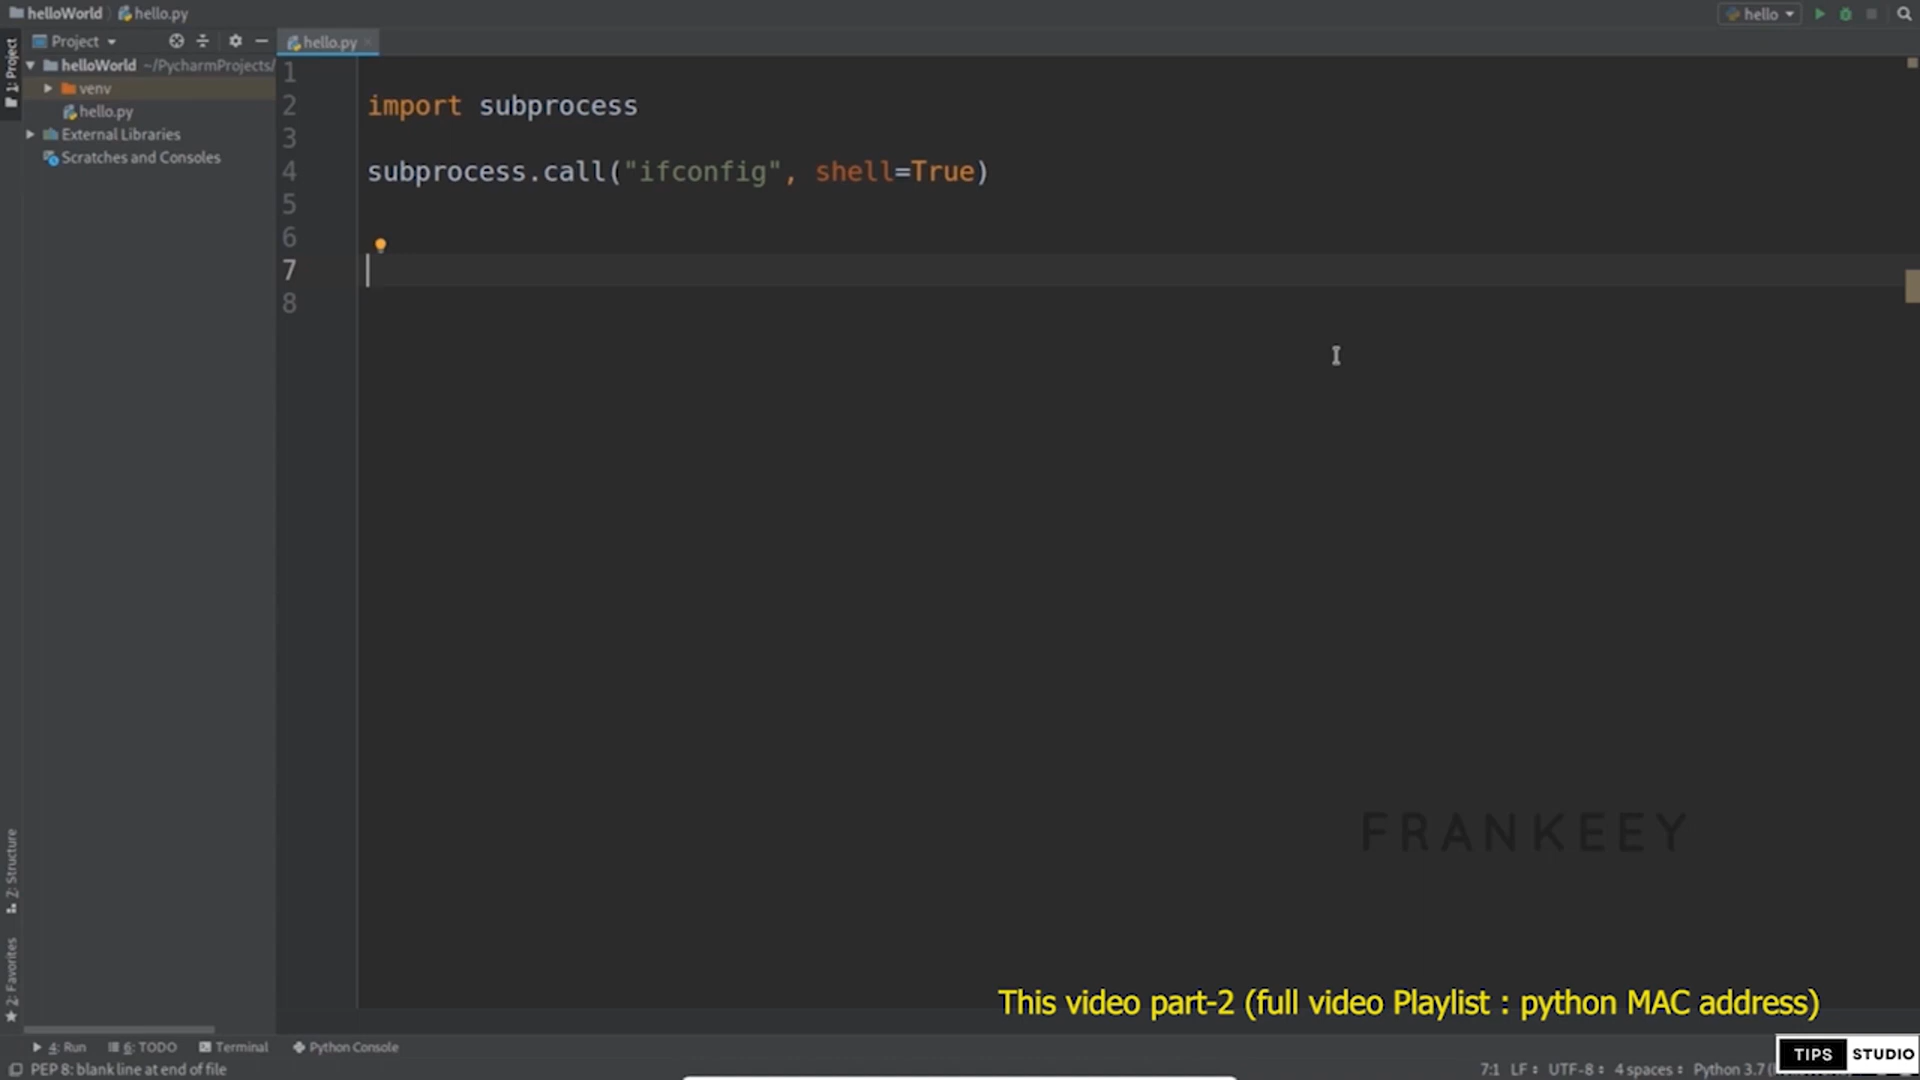 helloWorld hello.py
hello
Project
hello.py
1: Project
helloWorld ~/PycharmProjects/
venv
hello.py
External Libraries
Scratches and Consoles
1
2 import subprocess
3
4 subprocess.call("ifconfig", shell=True)
5
6
7
8
FRANKEEY
Z: Structure
2: Favorites
This video part-2 (full video Playlist : python MAC address)
4: Run 6: TODO Terminal Python Console
TIPS STUDIO
PEP 8: blank line at end of file
7:1 LF UTF-8 4 spaces Python 3.7